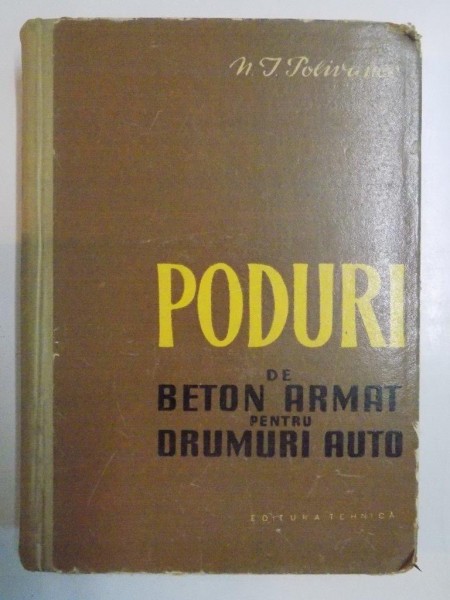 N. I. Polivanov
PODURI
DE
BETON ARMAT
PENTRU
DRUMURI AUTO
EDITURA TEHNICĂ